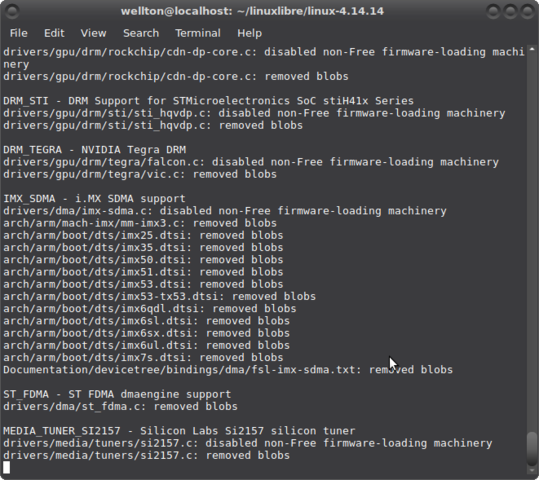 wellton@localhost: ~/linuxlibre/linux-4.14.14
File Edit View Search Terminal Help
drivers/gpu/drm/rockchip/cdn-dp-core.c: disabled non-Free firmware-loading machi
nery
drivers/gpu/drm/rockchip/cdn-dp-core.c: removed blobs
DRM_STI - DRM Support for STMicroelectronics SoC stiH41x Series
drivers/gpu/drm/sti/sti_hqvdp.c: disabled non-Free firmware-loading machinery
drivers/gpu/drm/sti/sti_hqvdp.c: removed blobs
DRM_TEGRA - NVIDIA Tegra DRM
drivers/gpu/drm/tegra/falcon.c: disabled non-Free firmware-loading machinery
drivers/gpu/drm/tegra/vic.c: removed blobs
IMX_SDMA - i.MX SDMA support
drivers/dma/imx-sdma.c: disabled non-Free firmware-loading machinery
arch/arm/mach-imx/mm-imx3.c: removed blobs
arch/arm/boot/dts/imx25.dtsi: removed blobs
arch/arm/boot/dts/imx35.dtsi: removed blobs
arch/arm/boot/dts/imx50.dtsi: removed blobs
arch/arm/boot/dts/imx51.dtsi: removed blobs
arch/arm/boot/dts/imx53.dtsi: removed blobs
arch/arm/boot/dts/imx53-tx53.dtsi: removed blobs
arch/arm/boot/dts/imx6qdl.dtsi: removed blobs
arch/arm/boot/dts/imx6sl.dtsi: removed blobs
arch/arm/boot/dts/imx6sx.dtsi: removed blobs
arch/arm/boot/dts/imx6ul.dtsi: removed blobs
arch/arm/boot/dts/imx7s.dtsi: removed blobs
Documentation/devicetree/bindings/dma/fsl-imx-sdma.txt: removed blobs
ST_FDMA - ST FDMA dmaengine support
drivers/dma/st_fdma.c: removed blobs
MEDIA_TUNER_SI2157 - Silicon Labs Si2157 silicon tuner
drivers/media/tuners/si2157.c: disabled non-Free firmware-loading machinery
drivers/media/tuners/si2157.c: removed blobs